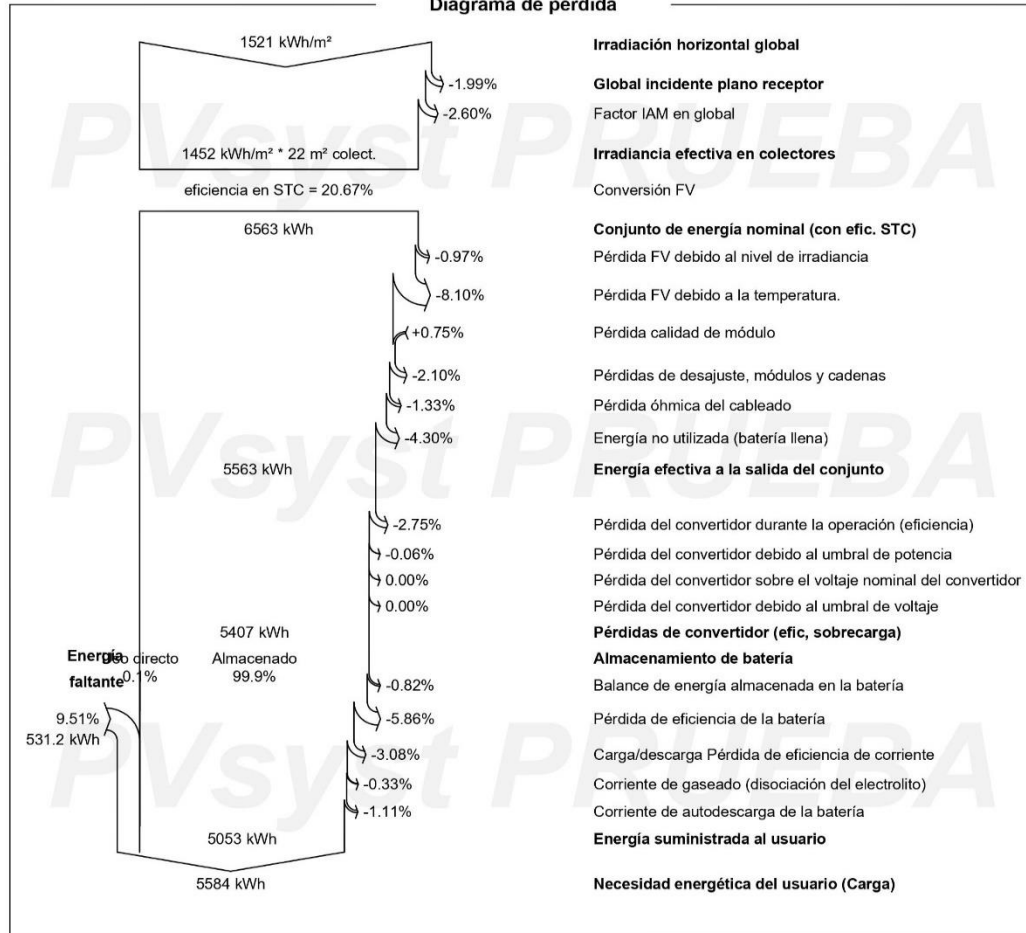 Diagrama de pérdida
1521 kWh/m² Irradiación horizontal global
-1.99% Global incidente plano receptor
-2.60% Factor IAM en global
PVsyst PRUEBA
1452 kWh/m² * 22 m² colect. Irradiancia efectiva en colectores
eficiencia en STC = 20.67% Conversión FV
6563 kWh Conjunto de energía nominal (con efic. STC)
-0.97% Pérdida FV debido al nivel de irradiancia
-8.10% Pérdida FV debido a la temperatura.
+0.75% Pérdida calidad de módulo
-2.10% Pérdidas de desajuste, módulos y cadenas
-1.33% Pérdida óhmica del cableado
-4.30% Energía no utilizada (batería llena)
PVsyst PRUEBA
5563 kWh Energía efectiva a la salida del conjunto
-2.75% Pérdida del convertidor durante la operación (eficiencia)
-0.06% Pérdida del convertidor debido al umbral de potencia
0.00% Pérdida del convertidor sobre el voltaje nominal del convertidor
0.00% Pérdida del convertidor debido al umbral de voltaje
5407 kWh Pérdidas de convertidor (efic, sobrecarga)
Energía directo Almacenado Almacenamiento de batería
faltante 0.1% 99.9%
-0.82% Balance de energía almacenada en la batería
9.51% -5.86% Pérdida de eficiencia de la batería
531.2 kWh
-3.08% Carga/descarga Pérdida de eficiencia de corriente
PVsyst PRUEBA
-0.33% Corriente de gaseado (disociación del electrolito)
-1.11% Corriente de autodescarga de la batería
5053 kWh Energía suministrada al usuario
5584 kWh Necesidad energética del usuario (Carga)